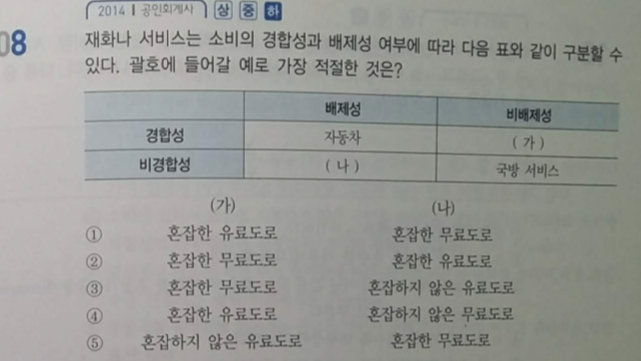 2014 | 공인회계사 상 중 하
08 재화나 서비스는 소비의 경합성과 배제성 여부에 따라 다음 표와 같이 구분할 수
있다. 괄호에 들어갈 예로 가장 적절한 것은?
배제성 비배제성
경합성 자동차 ( 가 )
비경합성 ( 나 ) 국방 서비스
(가) (나)
① 혼잡한 유료도로 혼잡한 무료도로
② 혼잡한 무료도로 혼잡한 유료도로
③ 혼잡한 무료도로 혼잡하지 않은 유료도로
④ 혼잡한 유료도로 혼잡하지 않은 무료도로
⑤ 혼잡하지 않은 유료도로 혼잡한 무료도로